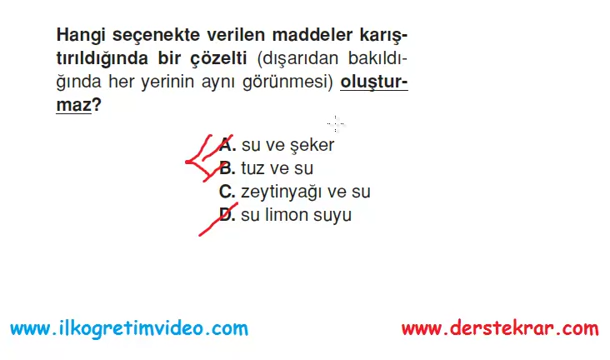 Hangi seçenekte verilen maddeler karış-
tırıldığında bir çözelti (dışarıdan bakıldı-
ğında her yerinin aynı görünmesi) oluştur-
maz?
A. su ve şeker
B. tuz ve su
C. zeytinyağı ve su
D. su limon suyu
www.ilkogretimvideo.com www.derstekrar.com